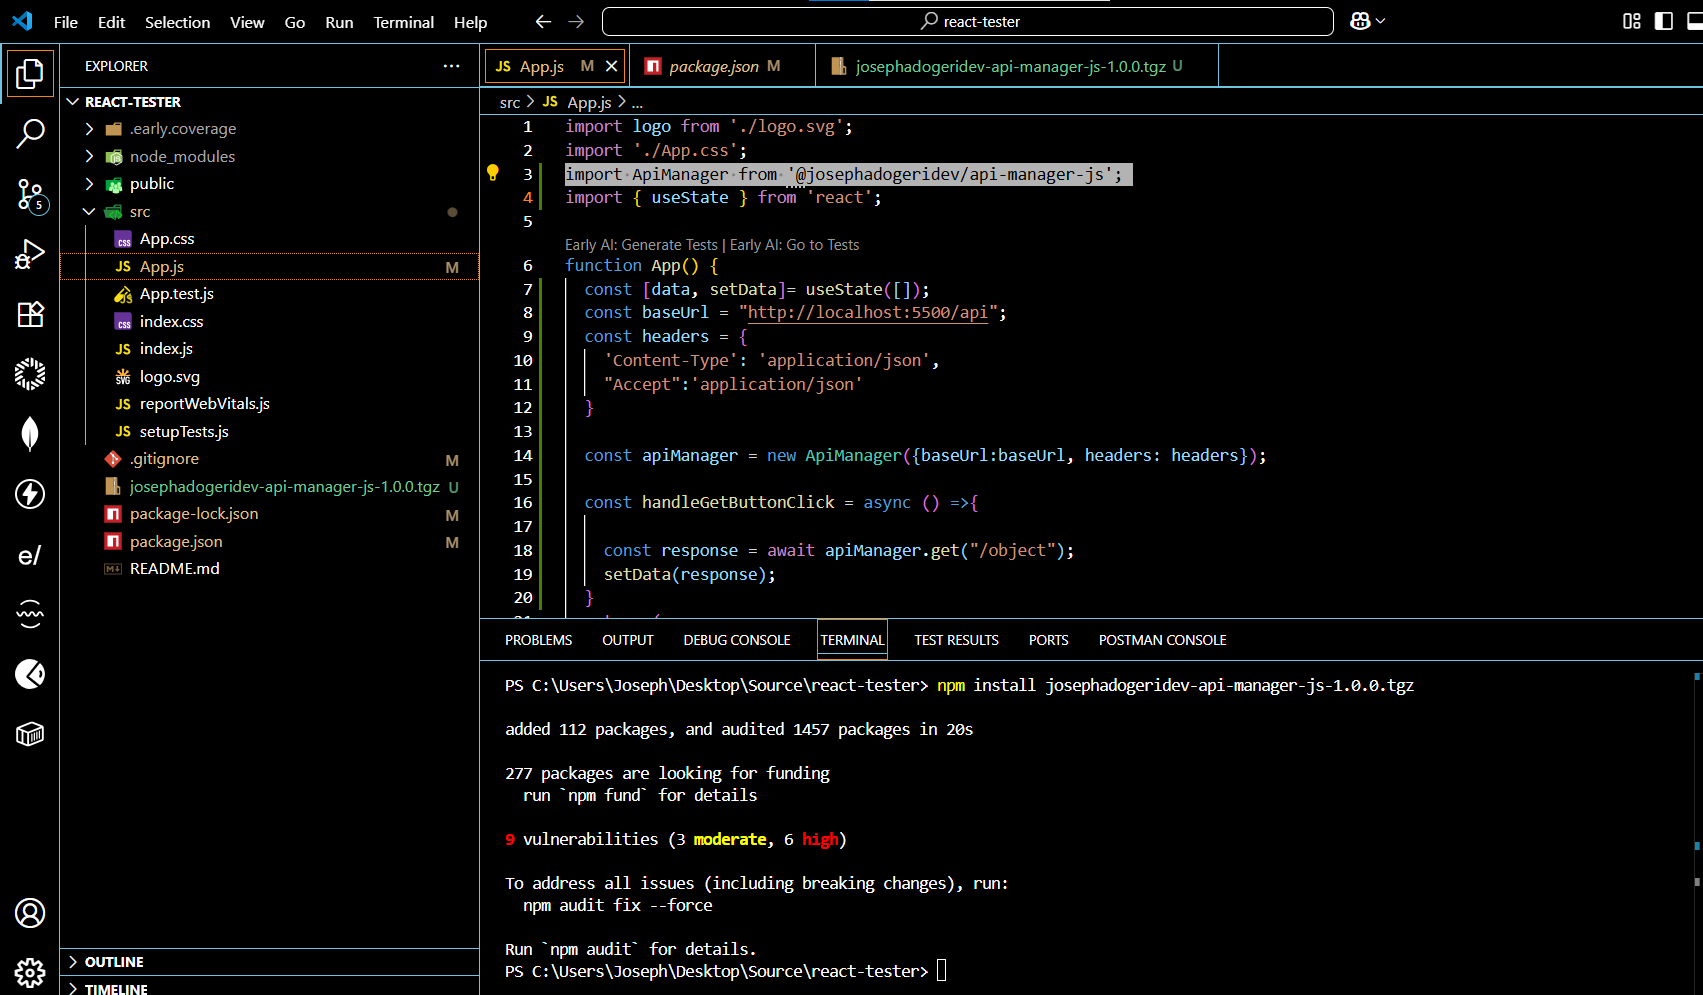 File Edit Selection View Go Run Terminal Help
react-tester
EXPLORER ...
REACT-TESTER
.early.coverage
node_modules
public
src
App.css
JS App.js M
App.test.js
index.css
JS index.js
logo.svg
JS reportWebVitals.js
JS setupTests.js
.gitignore M
josephadogeridev-api-manager-js-1.0.0.tgz U
package-lock.json M
package.json M
README.md
OUTLINE
TIMELINE
5
e/
JS App.js M
package.json M
josephadogeridev-api-manager-js-1.0.0.tgz U
src > JS App.js > ...
1 import logo from './logo.svg';
2 import './App.css';
3 import ApiManager from '@josephadogeridev/api-manager-js';
4 import { useState } from 'react';
5
Early AI: Generate Tests | Early AI: Go to Tests
6 function App() {
7 const [data, setData]= useState([]);
8 const baseUrl = "http://localhost:5500/api";
9 const headers = {
10 'Content-Type': 'application/json',
11 "Accept":'application/json'
12 }
13
14 const apiManager = new ApiManager({baseUrl:baseUrl, headers: headers});
15
16 const handleGetButtonClick = async () =>{
17
18 const response = await apiManager.get("/object");
19 setData(response);
20 }
PROBLEMS OUTPUT DEBUG CONSOLE TERMINAL TEST RESULTS PORTS POSTMAN CONSOLE
PS C:\Users\Joseph\Desktop\Source\react-tester> npm install josephadogeridev-api-manager-js-1.0.0.tgz
added 112 packages, and audited 1457 packages in 20s
277 packages are looking for funding
run `npm fund` for details
9 vulnerabilities (3 moderate, 6 high)
To address all issues (including breaking changes), run:
npm audit fix --force
Run `npm audit` for details.
PS C:\Users\Joseph\Desktop\Source\react-tester>